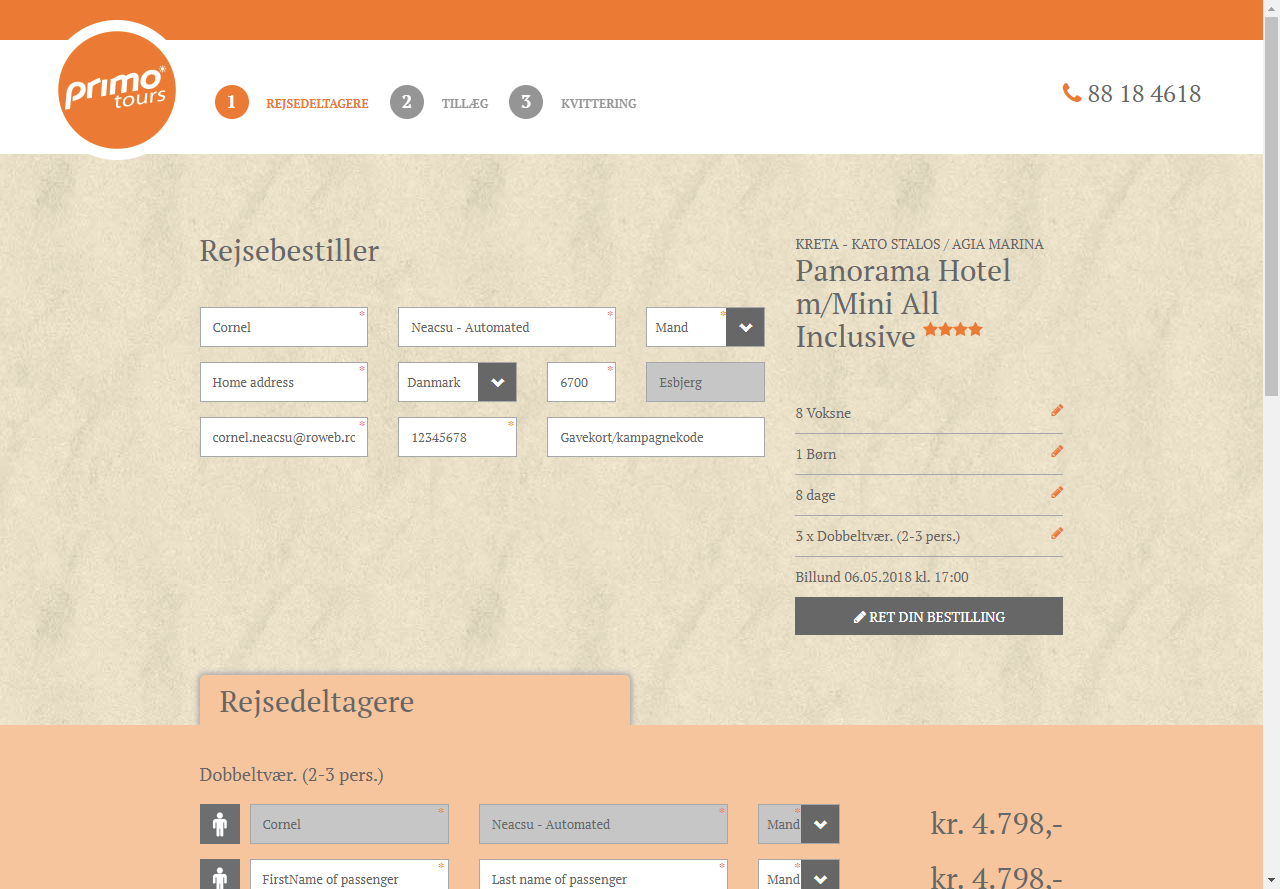 primo
tours
1 REJSEDELTAGERE 2 TILLÆG 3 KVITTERING
88 18 4618
Rejsebestiller
Cornel * Neacsu - Automated * Mand *
Home address * Danmark 6700 * Esbjerg
cornel.neacsu@roweb.ro * 12345678 * Gavekort/kampagnekode
KRETA - KATO STALOS / AGIA MARINA
Panorama Hotel
m/Mini All
Inclusive
8 Voksne
1 Børn
8 dage
3 x Dobbeltvær. (2-3 pers.)
Billund 06.05.2018 kl. 17:00
RET DIN BESTILLING
Rejsedeltagere
Dobbeltvær. (2-3 pers.)
Cornel * Neacsu - Automated * Mand * kr. 4.798,-
FirstName of passenger * Last name of passenger * Mand * kr. 4.798,-